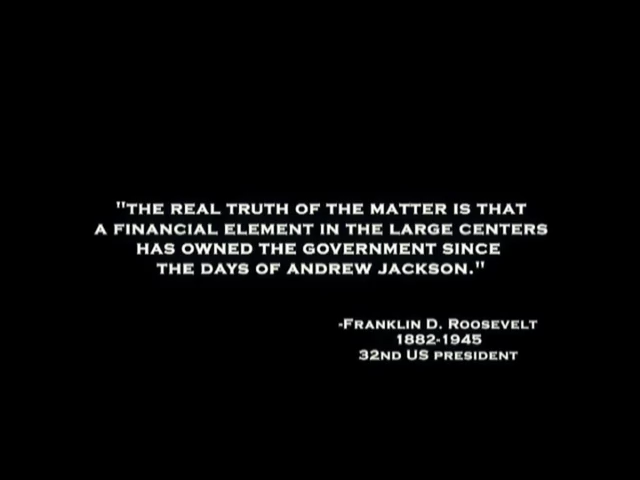 "THE REAL TRUTH OF THE MATTER IS THAT
A FINANCIAL ELEMENT IN THE LARGE CENTERS
HAS OWNED THE GOVERNMENT SINCE
THE DAYS OF ANDREW JACKSON."
-FRANKLIN D. ROOSEVELT
1882-1945
32ND US PRESIDENT